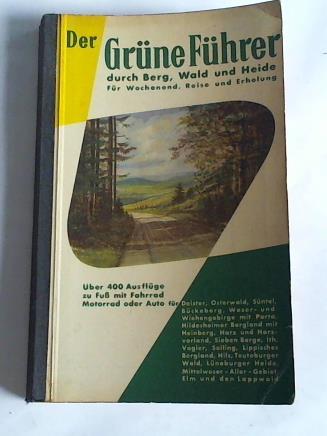 Der
Grüne Führer
durch Berg, Wald und Heide
Für Wochenend, Reise und Erholung
Über 400 Ausflüge
zu Fuß mit Fahrrad
Motorrad oder Auto für Deister, Osterwald, Süntel,
Bückeberg, Weser- und
Wiehengebirge mit Porta,
Hildesheimer Bergland mit
Heinberg, Harz und Harz-
vorland, Sieben Berge, Ith,
Vogler, Solling, Lippisches
Bergland, Hils, Teutoburger
Wald, Lüneburger Heide,
Mittelweser-Aller-Gebiet
Elm und den Lappwald